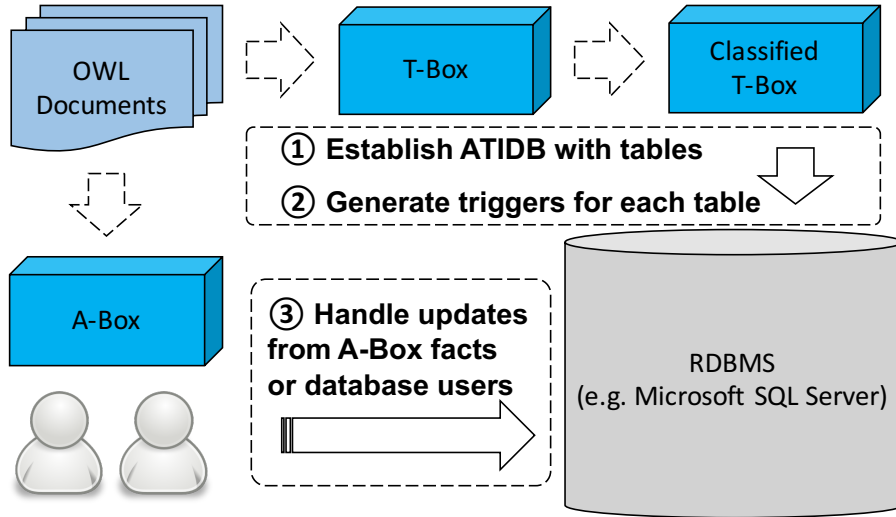 OWL
Documents
T-Box
Classified
T-Box
① Establish ATIDB with tables
② Generate triggers for each table
A-Box
③ Handle updates
from A-Box facts
or database users
RDBMS
(e.g. Microsoft SQL Server)